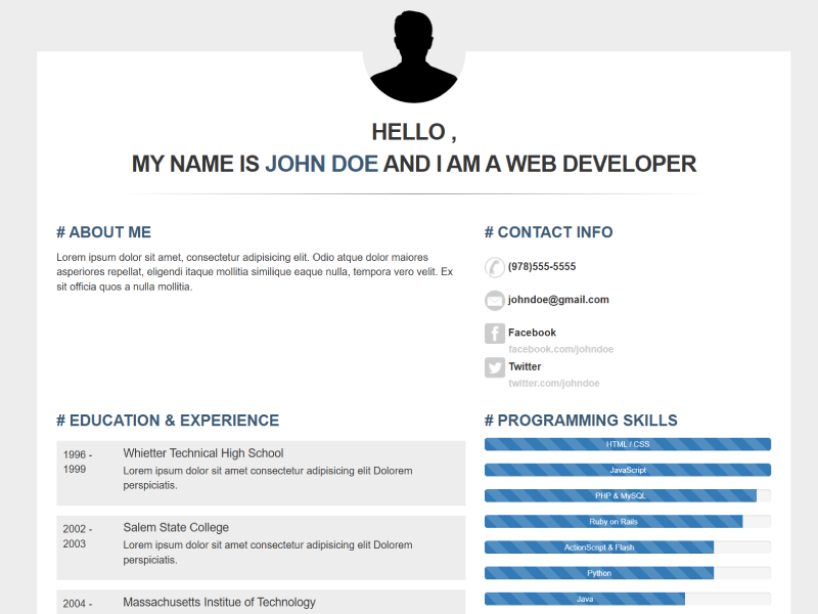 HELLO ,
MY NAME IS JOHN DOE AND I AM A WEB DEVELOPER
# ABOUT ME
Lorem ipsum dolor sit amet, consectetur adipisicing elit. Odio atque dolor maiores
asperiores repellat, eligendi itaque mollitia similique eaque nulla, tempora vero velit. Ex
sit officia quos a nulla mollitia.
# CONTACT INFO
(978)555-5555
johndoe@gmail.com
Facebook
facebook.com/johndoe
Twitter
twitter.com/johndoe
# EDUCATION & EXPERIENCE
1996 -
1999
Whietter Technical High School
Lorem ipsum dolor sit amet consectetur adipisicing elit Dolorem
perspiciatis.
2002 -
2003
Salem State College
Lorem ipsum dolor sit amet consectetur adipisicing elit Dolorem
perspiciatis.
2004 -
Massachusetts Institue of Technology
# PROGRAMMING SKILLS
HTML / CSS
JavaScript
PHP & MySQL
Ruby on Rails
ActionScript & Flash
Python
Java